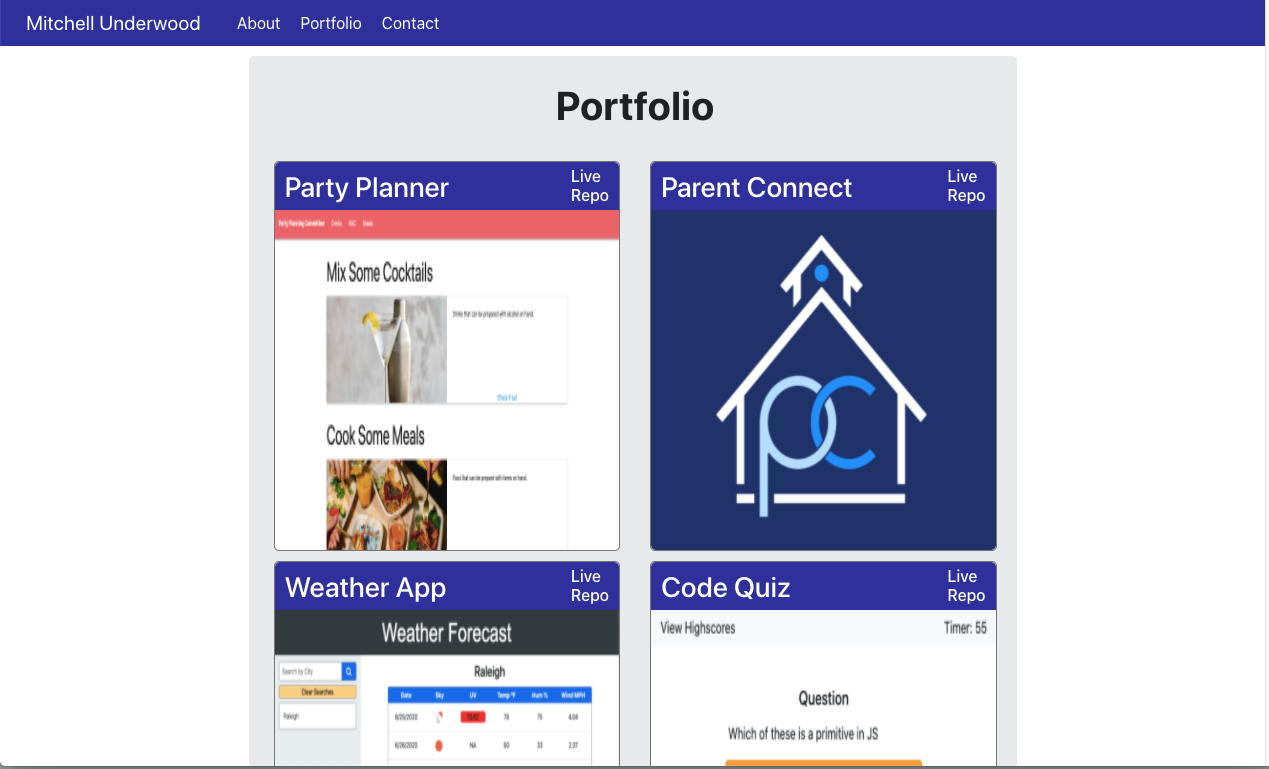 Mitchell Underwood About Portfolio Contact
Portfolio
Party Planner Live
Repo
Party Planning Committee Drinks BBC Meals
Mix Some Cocktails
Drinks that can be prepared with alcohol on hand.
Check it out
Cook Some Meals
Food that can be prepared with items on hand.
Parent Connect Live
Repo
pc
Weather App Live
Repo
Weather Forecast
Search by City
Clear Searches
Raleigh
Raleigh
Date Sky UV Temp °F Hum % Wind MPH
6/25/2020 78 75 4.04
6/26/2020 NA 90 33 2.37
Code Quiz Live
Repo
View Highscores Timer: 55
Question
Which of these is a primitive in JS